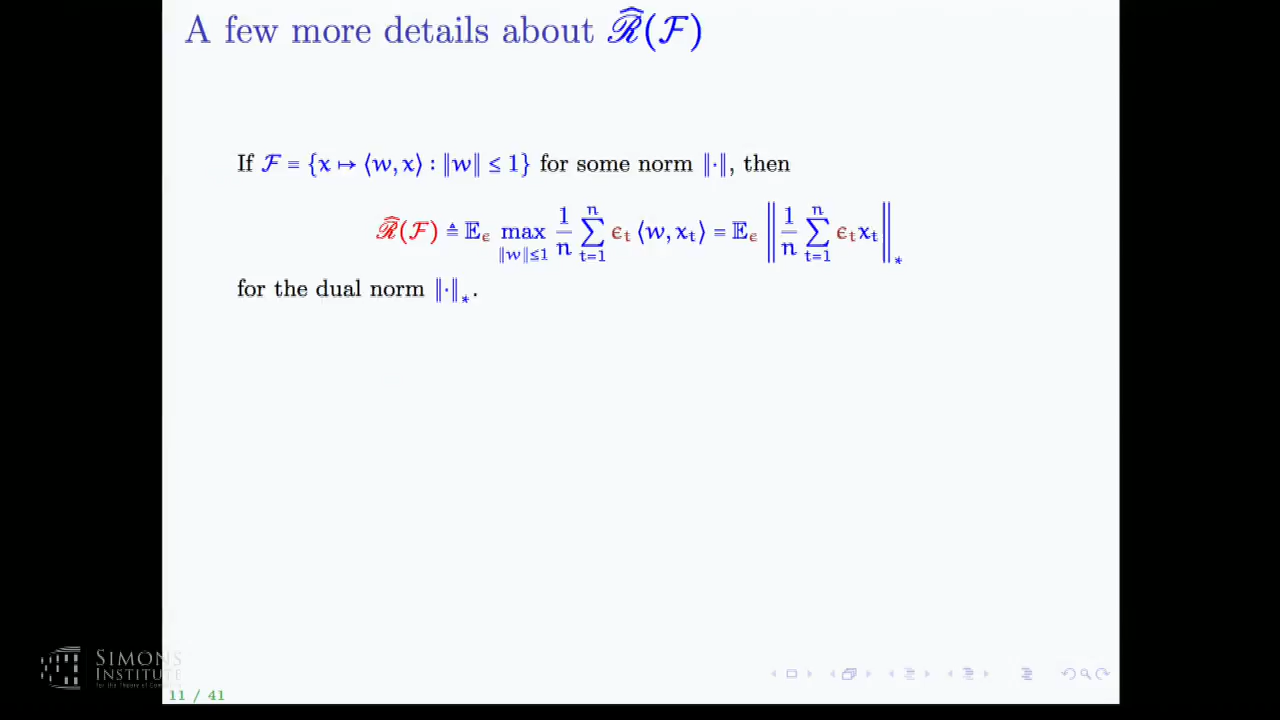 A few more details about ℛ̂(ℱ)
If ℱ = {x ↦ ⟨w, x⟩ : ‖w‖ ≤ 1} for some norm ‖·‖, then
ℛ̂(ℱ) ≜ 𝔼_ϵ max_{‖w‖≤1} 1/n ∑_{t=1}^{n} ϵ_t ⟨w, x_t⟩ = 𝔼_ϵ ‖ 1/n ∑_{t=1}^{n} ϵ_t x_t ‖_*
for the dual norm ‖·‖_*.
SIMONS
INSTITUTE
11 / 41